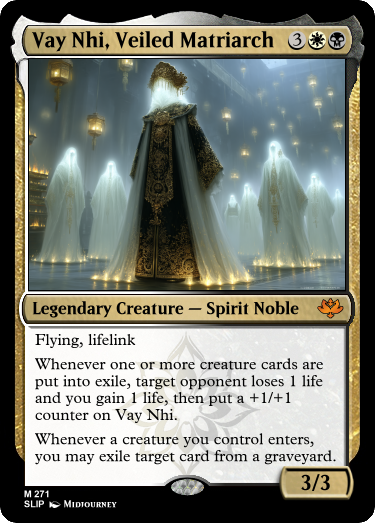 Vay Nhi, Veiled Matriarch 3
Legendary Creature — Spirit Noble
Flying, lifelink
Whenever one or more creature cards are
put into exile, target opponent loses 1 life
and you gain 1 life, then put a +1/+1
counter on Vay Nhi.
Whenever a creature you control enters,
you may exile target card from a graveyard.
3/3
M 271
SLIP Midjourney